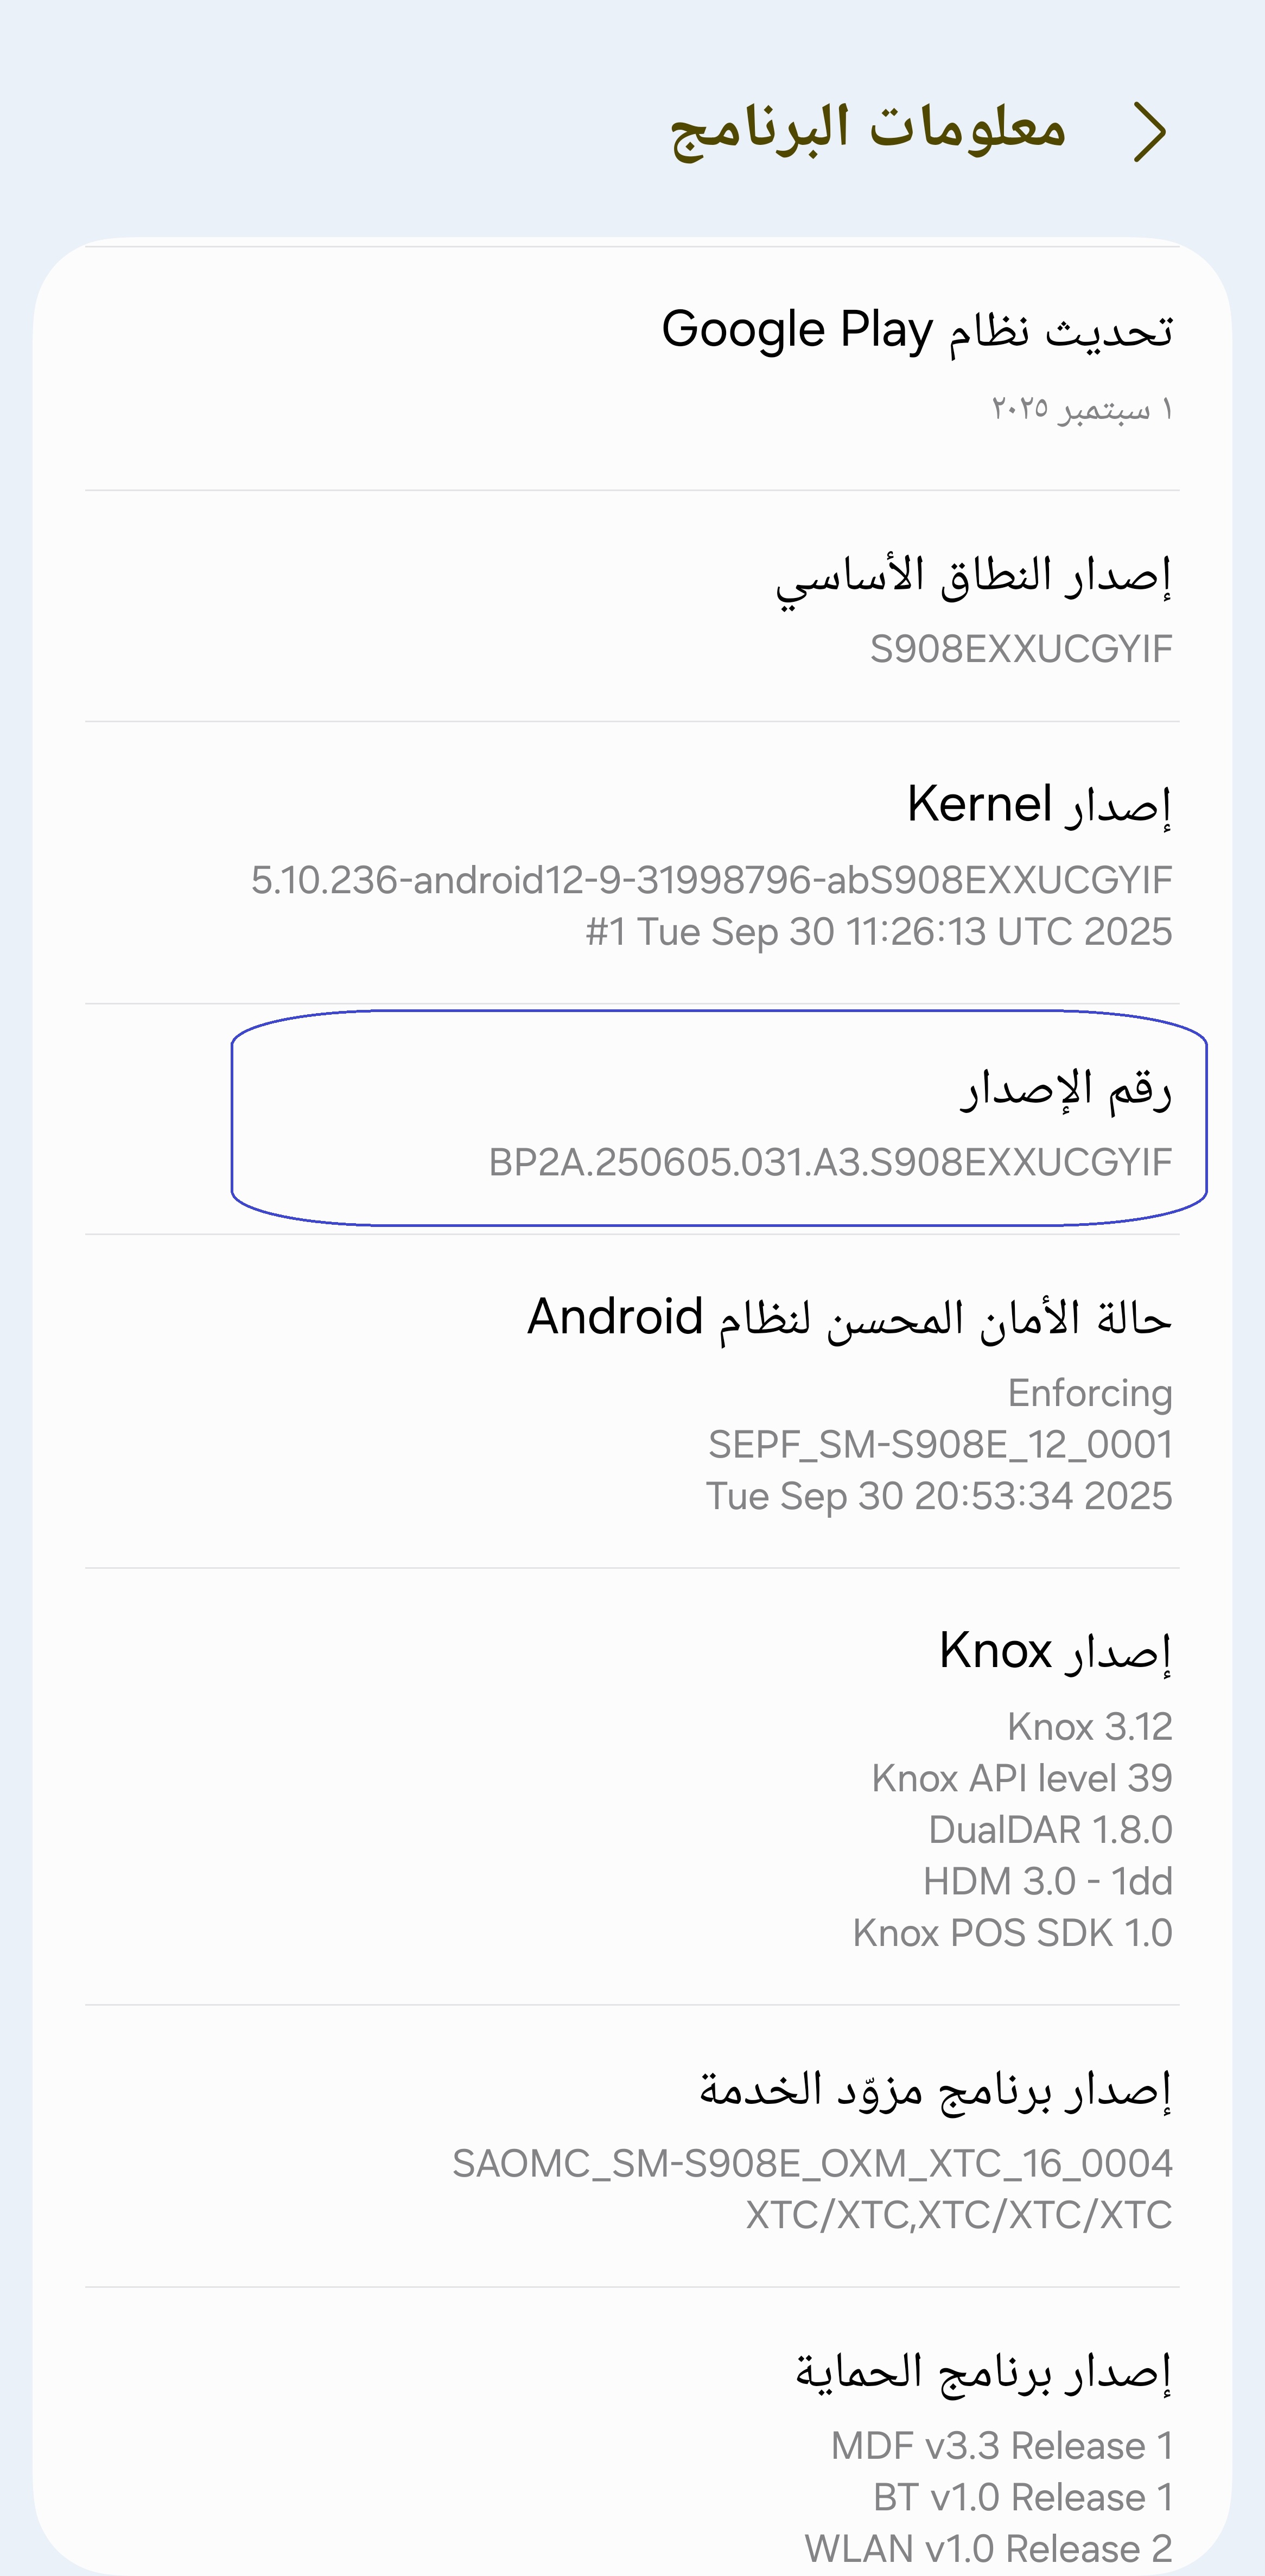 معلومات البرنامج
تحديث نظام Google Play
١ سبتمبر ٢٠٢٥
إصدار النطاق الأساسي
S908EXXUCGYIF
إصدار Kernel
5.10.236-android12-9-31998796-abS908EXXUCGYIF
#1 Tue Sep 30 11:26:13 UTC 2025
رقم الإصدار
BP2A.250605.031.A3.S908EXXUCGYIF
حالة الأمان المحسن لنظام Android
Enforcing
SEPF_SM-S908E_12_0001
Tue Sep 30 20:53:34 2025
إصدار Knox
Knox 3.12
Knox API level 39
DualDAR 1.8.0
HDM 3.0 - 1dd
Knox POS SDK 1.0
إصدار برنامج مزوّد الخدمة
SAOMC_SM-S908E_OXM_XTC_16_0004
XTC/XTC,XTC/XTC/XTC
إصدار برنامج الحماية
MDF v3.3 Release 1
BT v1.0 Release 1
WLAN v1.0 Release 2